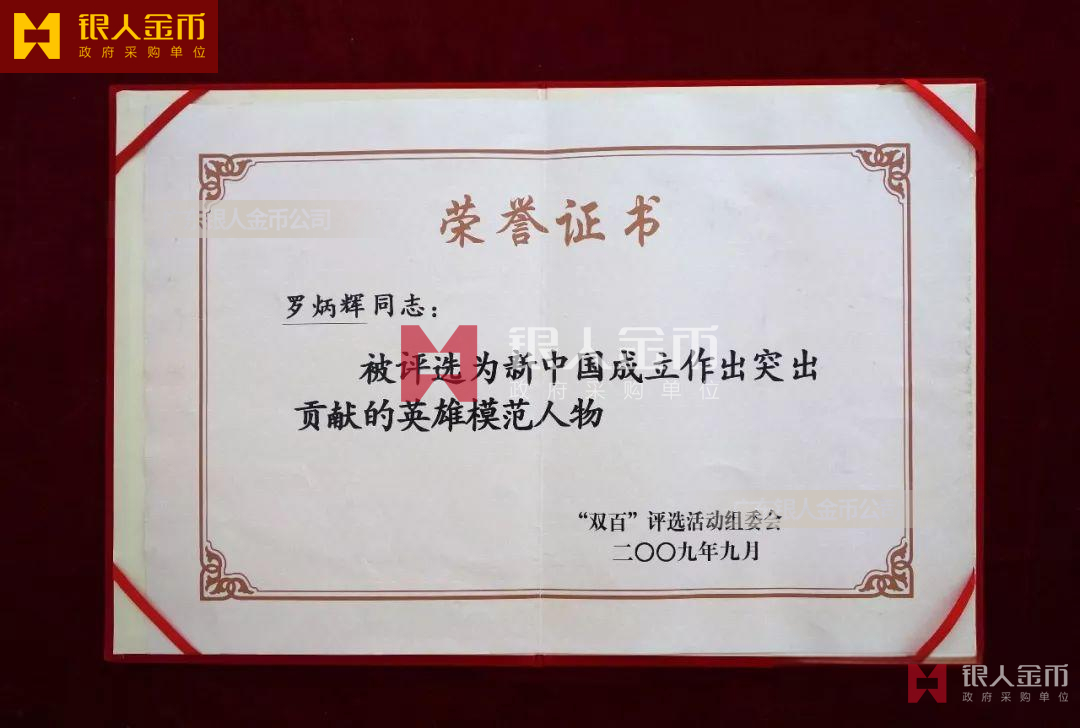 银人金币
政府采购单位
荣誉证书
银人金币公司
罗炳辉同志：
银人金币
被评选为新中国成立作出突出
政府采购单位
贡献的英雄模范人物
银人金币公
“双百”评选活动组委会
二〇〇九年九月
银人金币
政府采购单位